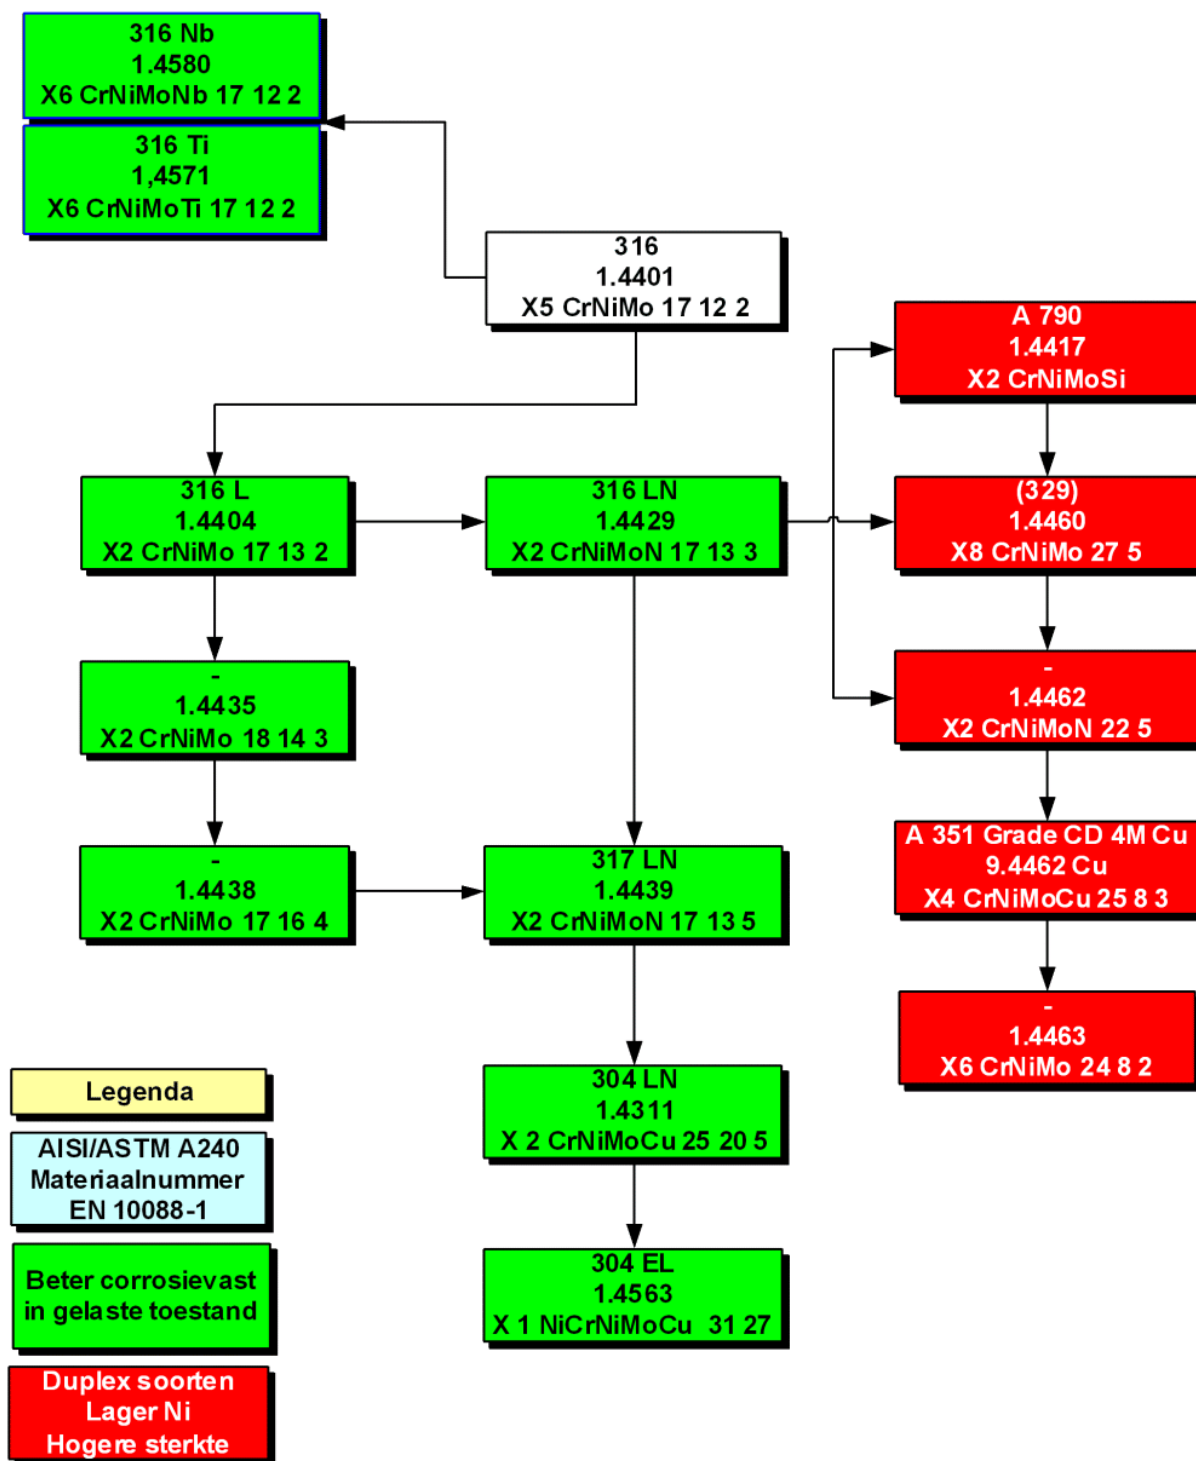 316 Nb
1.4580
X6 CrNiMoNb 17 12 2
316 Ti
1,4571
X6 CrNiMoTi 17 12 2
316
1.4401
X5 CrNiMo 17 12 2
A 790
1.4417
X2 CrNiMoSi
316 L
1.4404
X2 CrNiMo 17 13 2
316 LN
1.4429
X2 CrNiMoN 17 13 3
(329)
1.4460
X8 CrNiMo 27 5
-
1.4435
X2 CrNiMo 18 14 3
-
1.4462
X2 CrNiMoN 22 5
-
1.4438
X2 CrNiMo 17 16 4
317 LN
1.4439
X2 CrNiMoN 17 13 5
A 351 Grade CD 4M Cu
9.4462 Cu
X4 CrNiMoCu 25 8 3
-
1.4463
X6 CrNiMo 24 8 2
304 LN
1.4311
X 2 CrNiMoCu 25 20 5
304 EL
1.4563
X 1 NiCrNiMoCu 31 27
Legenda
AISI/ASTM A240
Materiaalnummer
EN 10088-1
Beter corrosievast
in gelaste toestand
Duplex soorten
Lager Ni
Hogere sterkte